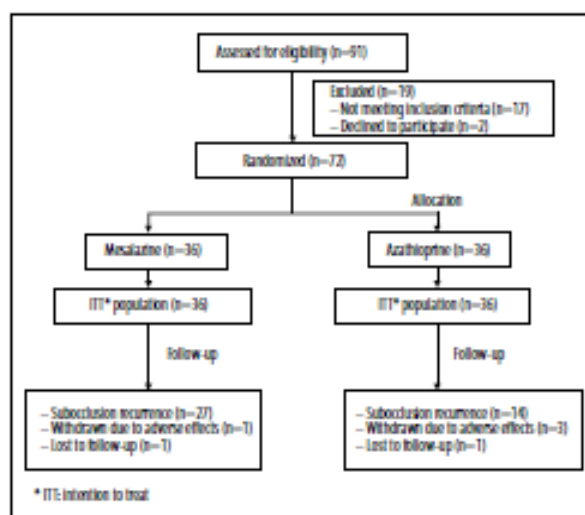 Assessed for eligibility (n=91)
Excluded (n=19)
– Not meeting inclusion criteria (n=17)
– Declined to participate (n=2)
Randomized (n=72)
Allocation
Mesalazine (n=36)
Azathioprine (n=36)
ITT* population (n=36)
ITT* population (n=36)
Follow-up
Follow-up
– Subocclusion recurrence (n=27)
– Withdrawn due to adverse effects (n=1)
– Lost to follow-up (n=1)
– Subocclusion recurrence (n=14)
– Withdrawn due to adverse effects (n=3)
– Lost to follow-up (n=1)
* ITT: intention to treat